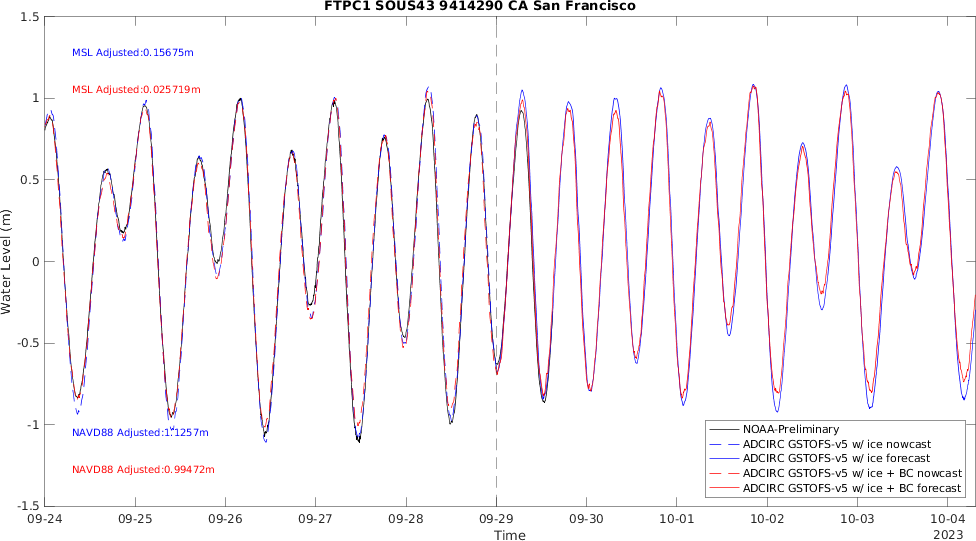 FTPC1 SOUS43 9414290 CA San Francisco
1.5
MSL Adjusted:0.15675m
MSL Adjusted:0.025719m
1
0.5
0
-0.5
-1
-1.5
Water Level (m)
NAVD88 Adjusted:1.1257m
NAVD88 Adjusted:0.99472m
NOAA-Preliminary
ADCIRC GSTOFS-v5 w/ ice nowcast
ADCIRC GSTOFS-v5 w/ ice forecast
ADCIRC GSTOFS-v5 w/ ice + BC nowcast
ADCIRC GSTOFS-v5 w/ ice + BC forecast
09-24 09-25 09-26 09-27 09-28 09-29 09-30 10-01 10-02 10-03 10-04
Time
2023